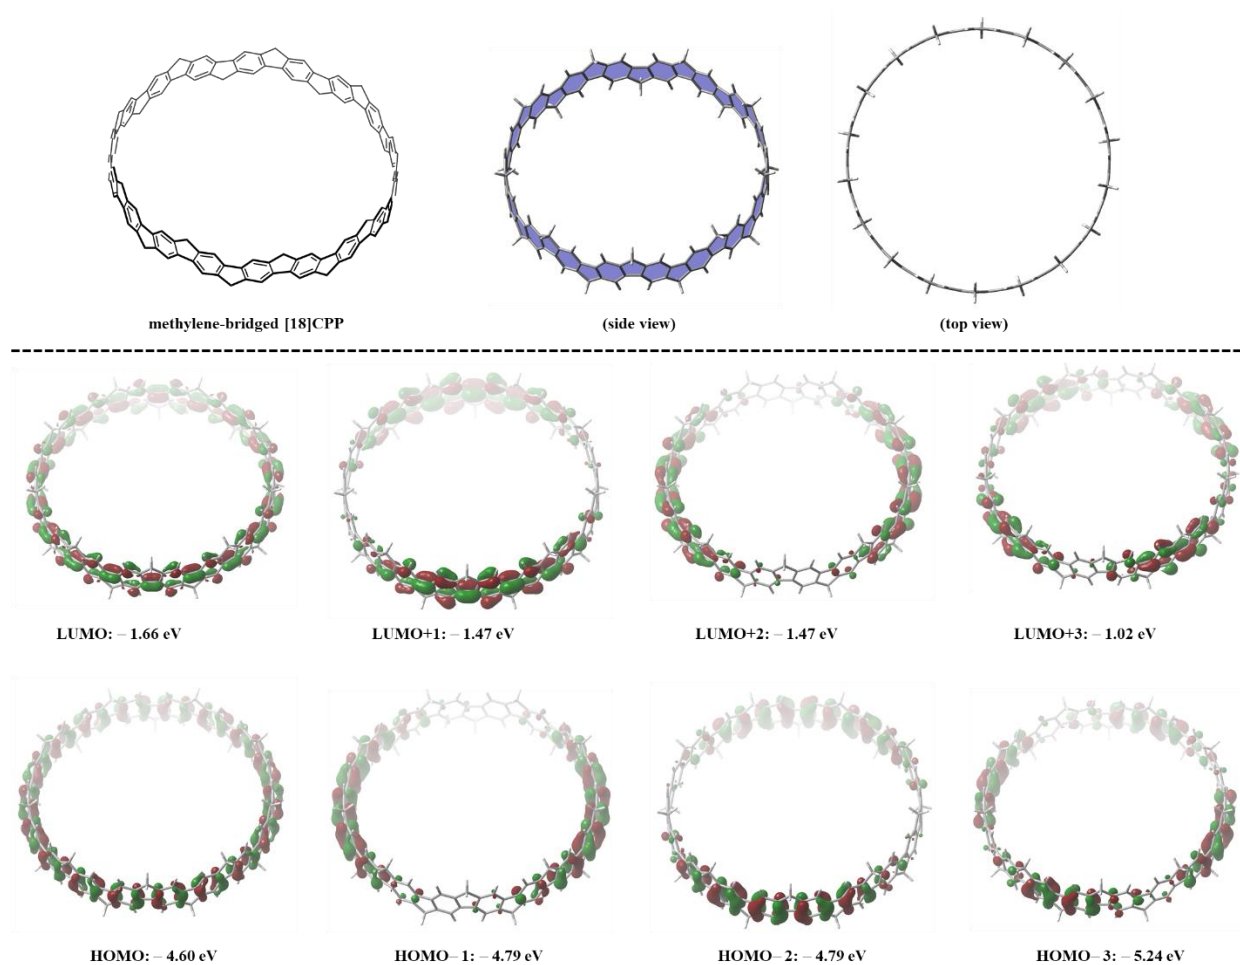 methylene-bridged [18]CPP
(side view)
(top view)
LUMO: – 1.66 eV
LUMO+1: – 1.47 eV
LUMO+2: – 1.47 eV
LUMO+3: – 1.02 eV
HOMO: – 4.60 eV
HOMO– 1: – 4.79 eV
HOMO– 2: – 4.79 eV
HOMO– 3: – 5.24 eV